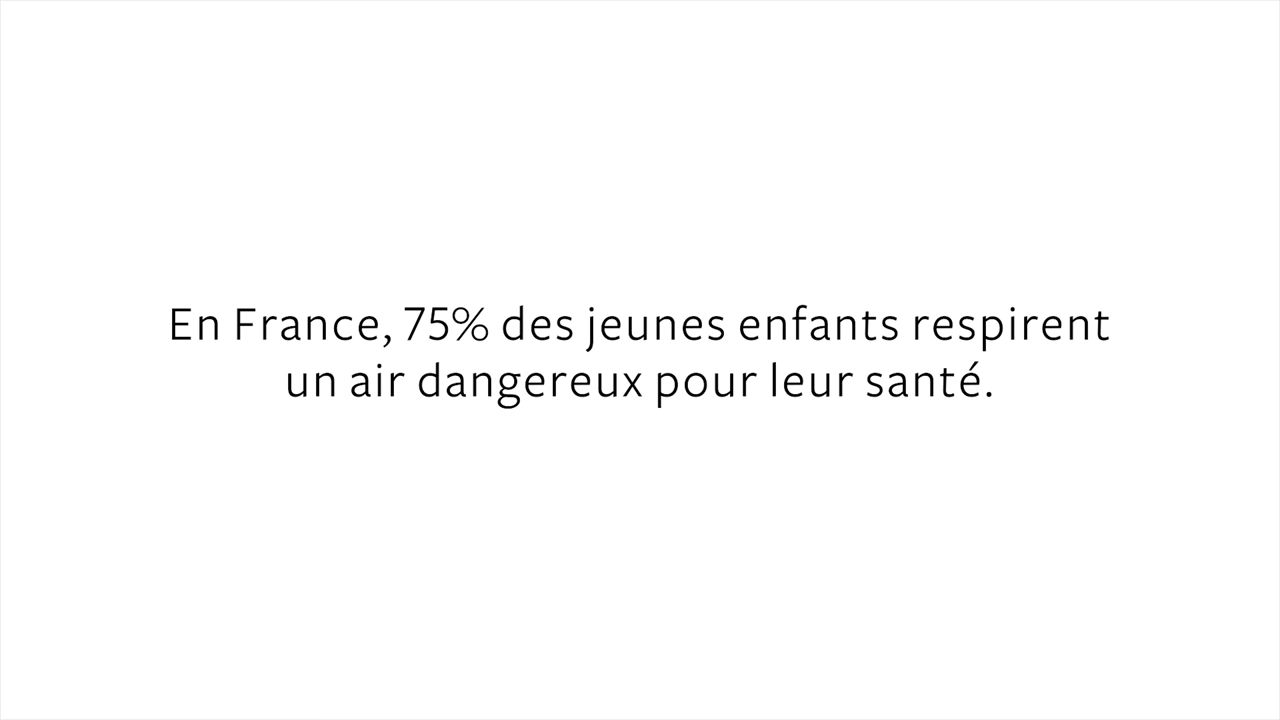 En France, 75% des jeunes enfants respirent
un air dangereux pour leur santé.